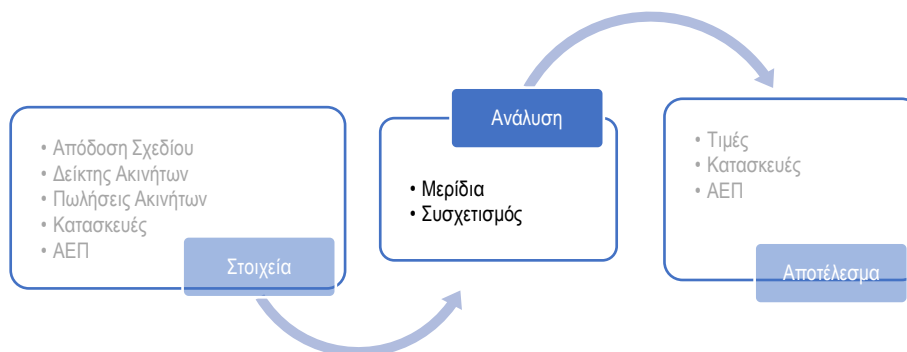 • Απόδοση Σχεδίου
• Δείκτης Ακινήτων
• Πωλήσεις Ακινήτων
• Κατασκευές
• ΑΕΠ
Στοιχεία
Ανάλυση
• Μερίδια
• Συσχετισμός
• Τιμές
• Κατασκευές
• ΑΕΠ
Αποτέλεσμα